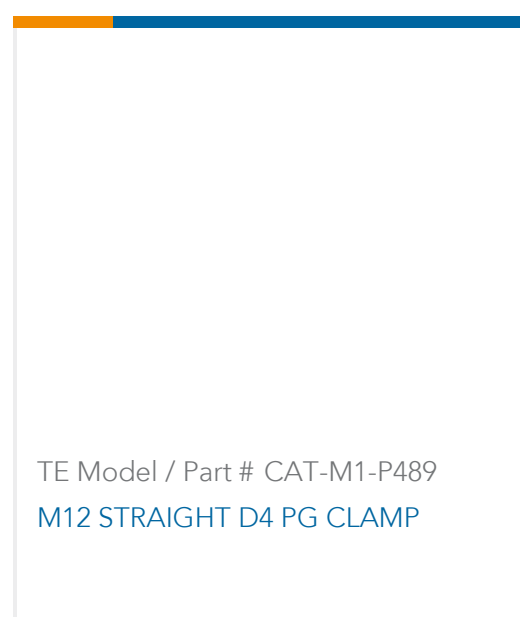 TE Model / Part # CAT-M1-P489
M12 STRAIGHT D4 PG CLAMP